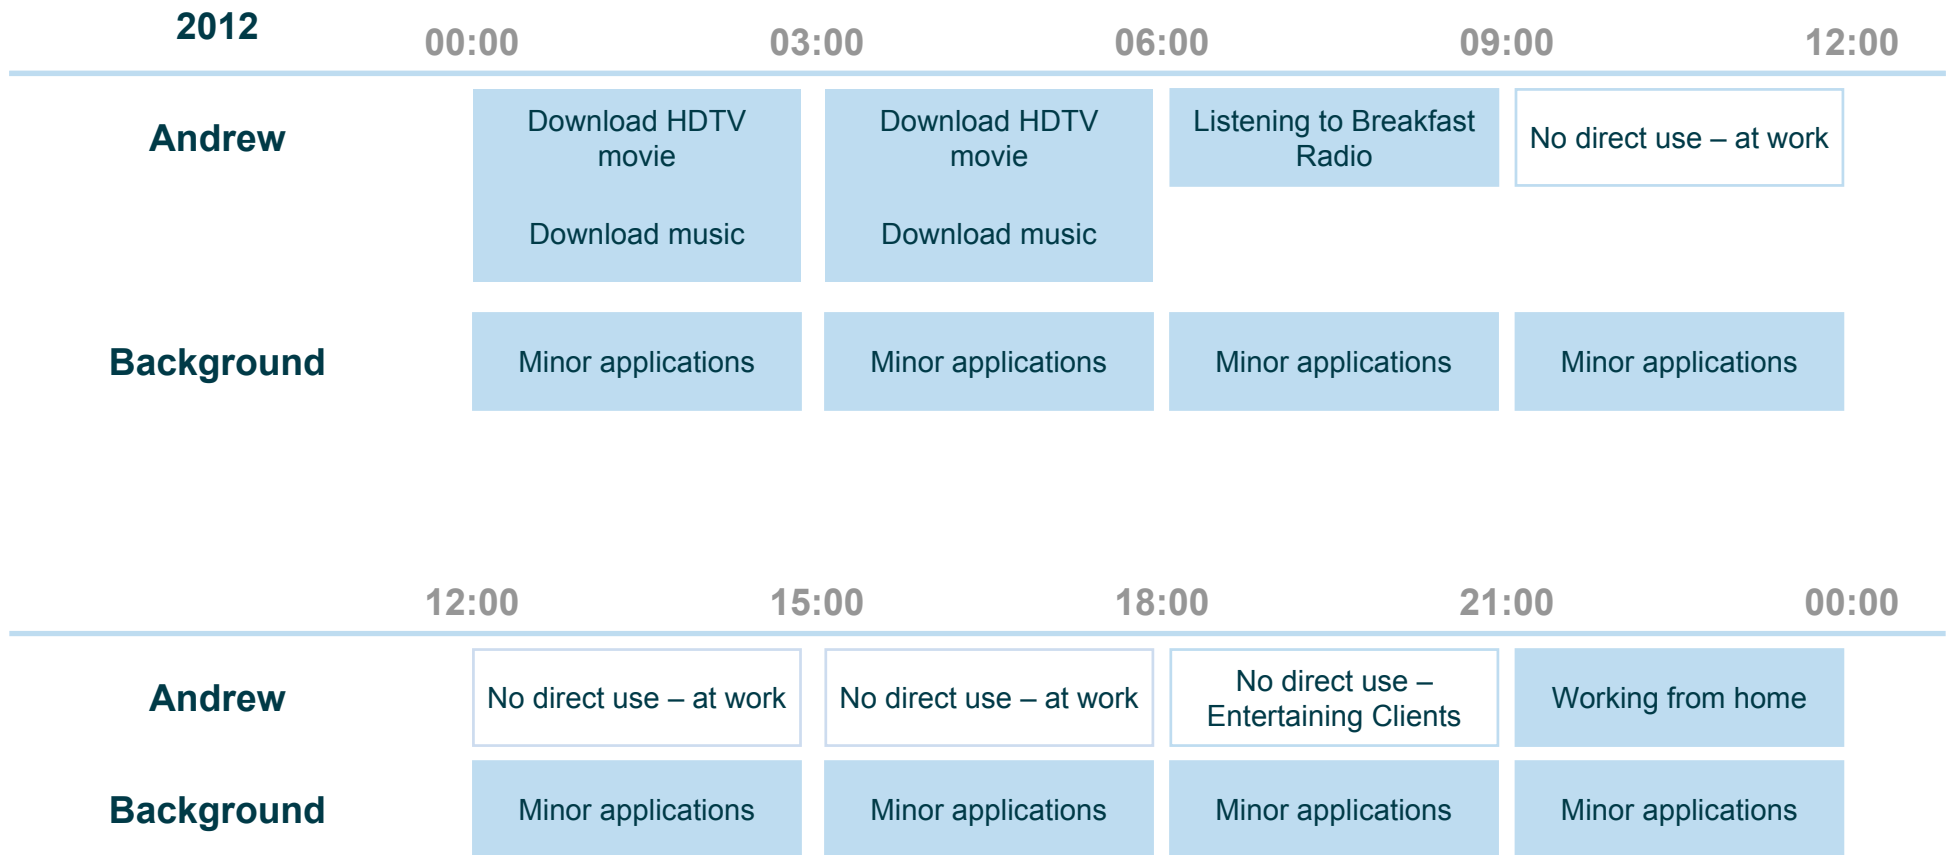 2012 00:00 03:00 06:00 09:00 12:00
Andrew
Download HDTV
movie
Download music
Download HDTV
movie
Download music
Listening to Breakfast
Radio
No direct use – at work
Background
Minor applications
Minor applications
Minor applications
Minor applications
12:00 15:00 18:00 21:00 00:00
Andrew
No direct use – at work
No direct use – at work
No direct use –
Entertaining Clients
Working from home
Background
Minor applications
Minor applications
Minor applications
Minor applications